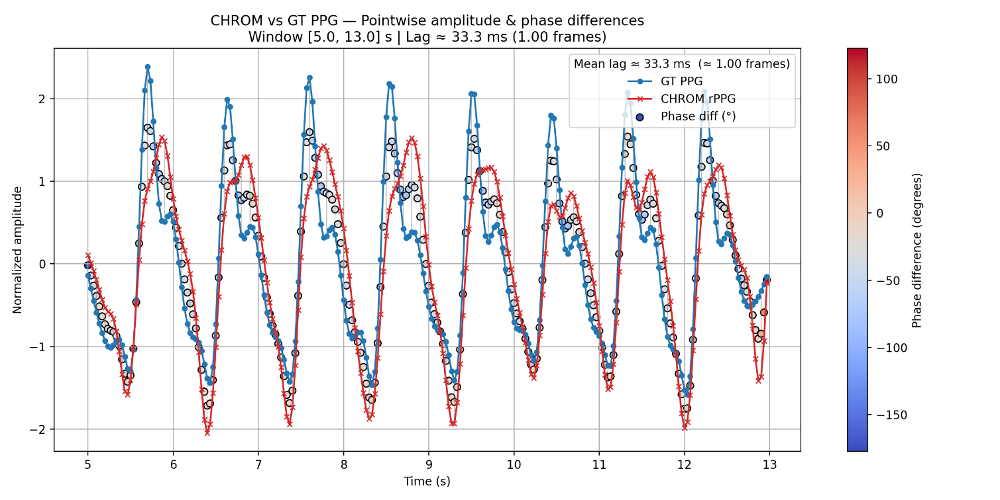 CHROM vs GT PPG — Pointwise amplitude & phase differences
Window [5.0, 13.0] s | Lag ≈ 33.3 ms (1.00 frames)
Mean lag ≈ 33.3 ms  (≈ 1.00 frames)
GT PPG
CHROM rPPG
Phase diff (°)
Normalized amplitude
2
1
0
−1
−2
5 6 7 8 9 10 11 12 13
Time (s)
100
50
0
−50
−100
−150
Phase difference (degrees)